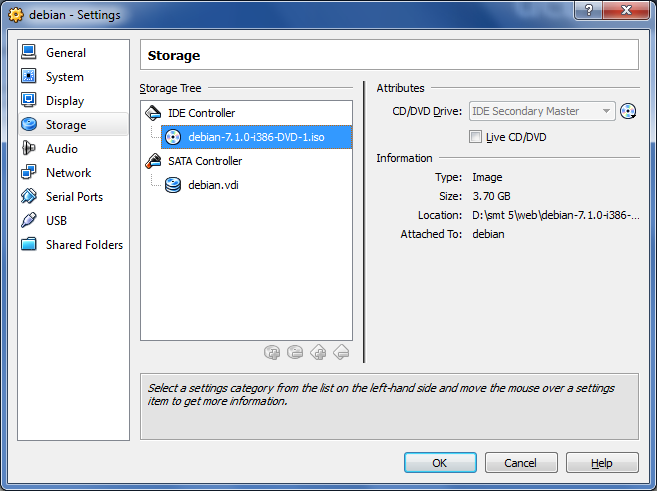 debian - Settings
General
System
Display
Storage
Audio
Network
Serial Ports
USB
Shared Folders
Storage
Storage Tree
IDE Controller
debian-7.1.0-i386-DVD-1.iso
SATA Controller
debian.vdi
Attributes
CD/DVD Drive: IDE Secondary Master
Live CD/DVD
Information
Type: Image
Size: 3.70 GB
Location: D:\smt 5\web\debian-7.1.0-i386-...
Attached To: debian
Select a settings category from the list on the left-hand side and move the mouse over a settings
item to get more information.
OK Cancel Help